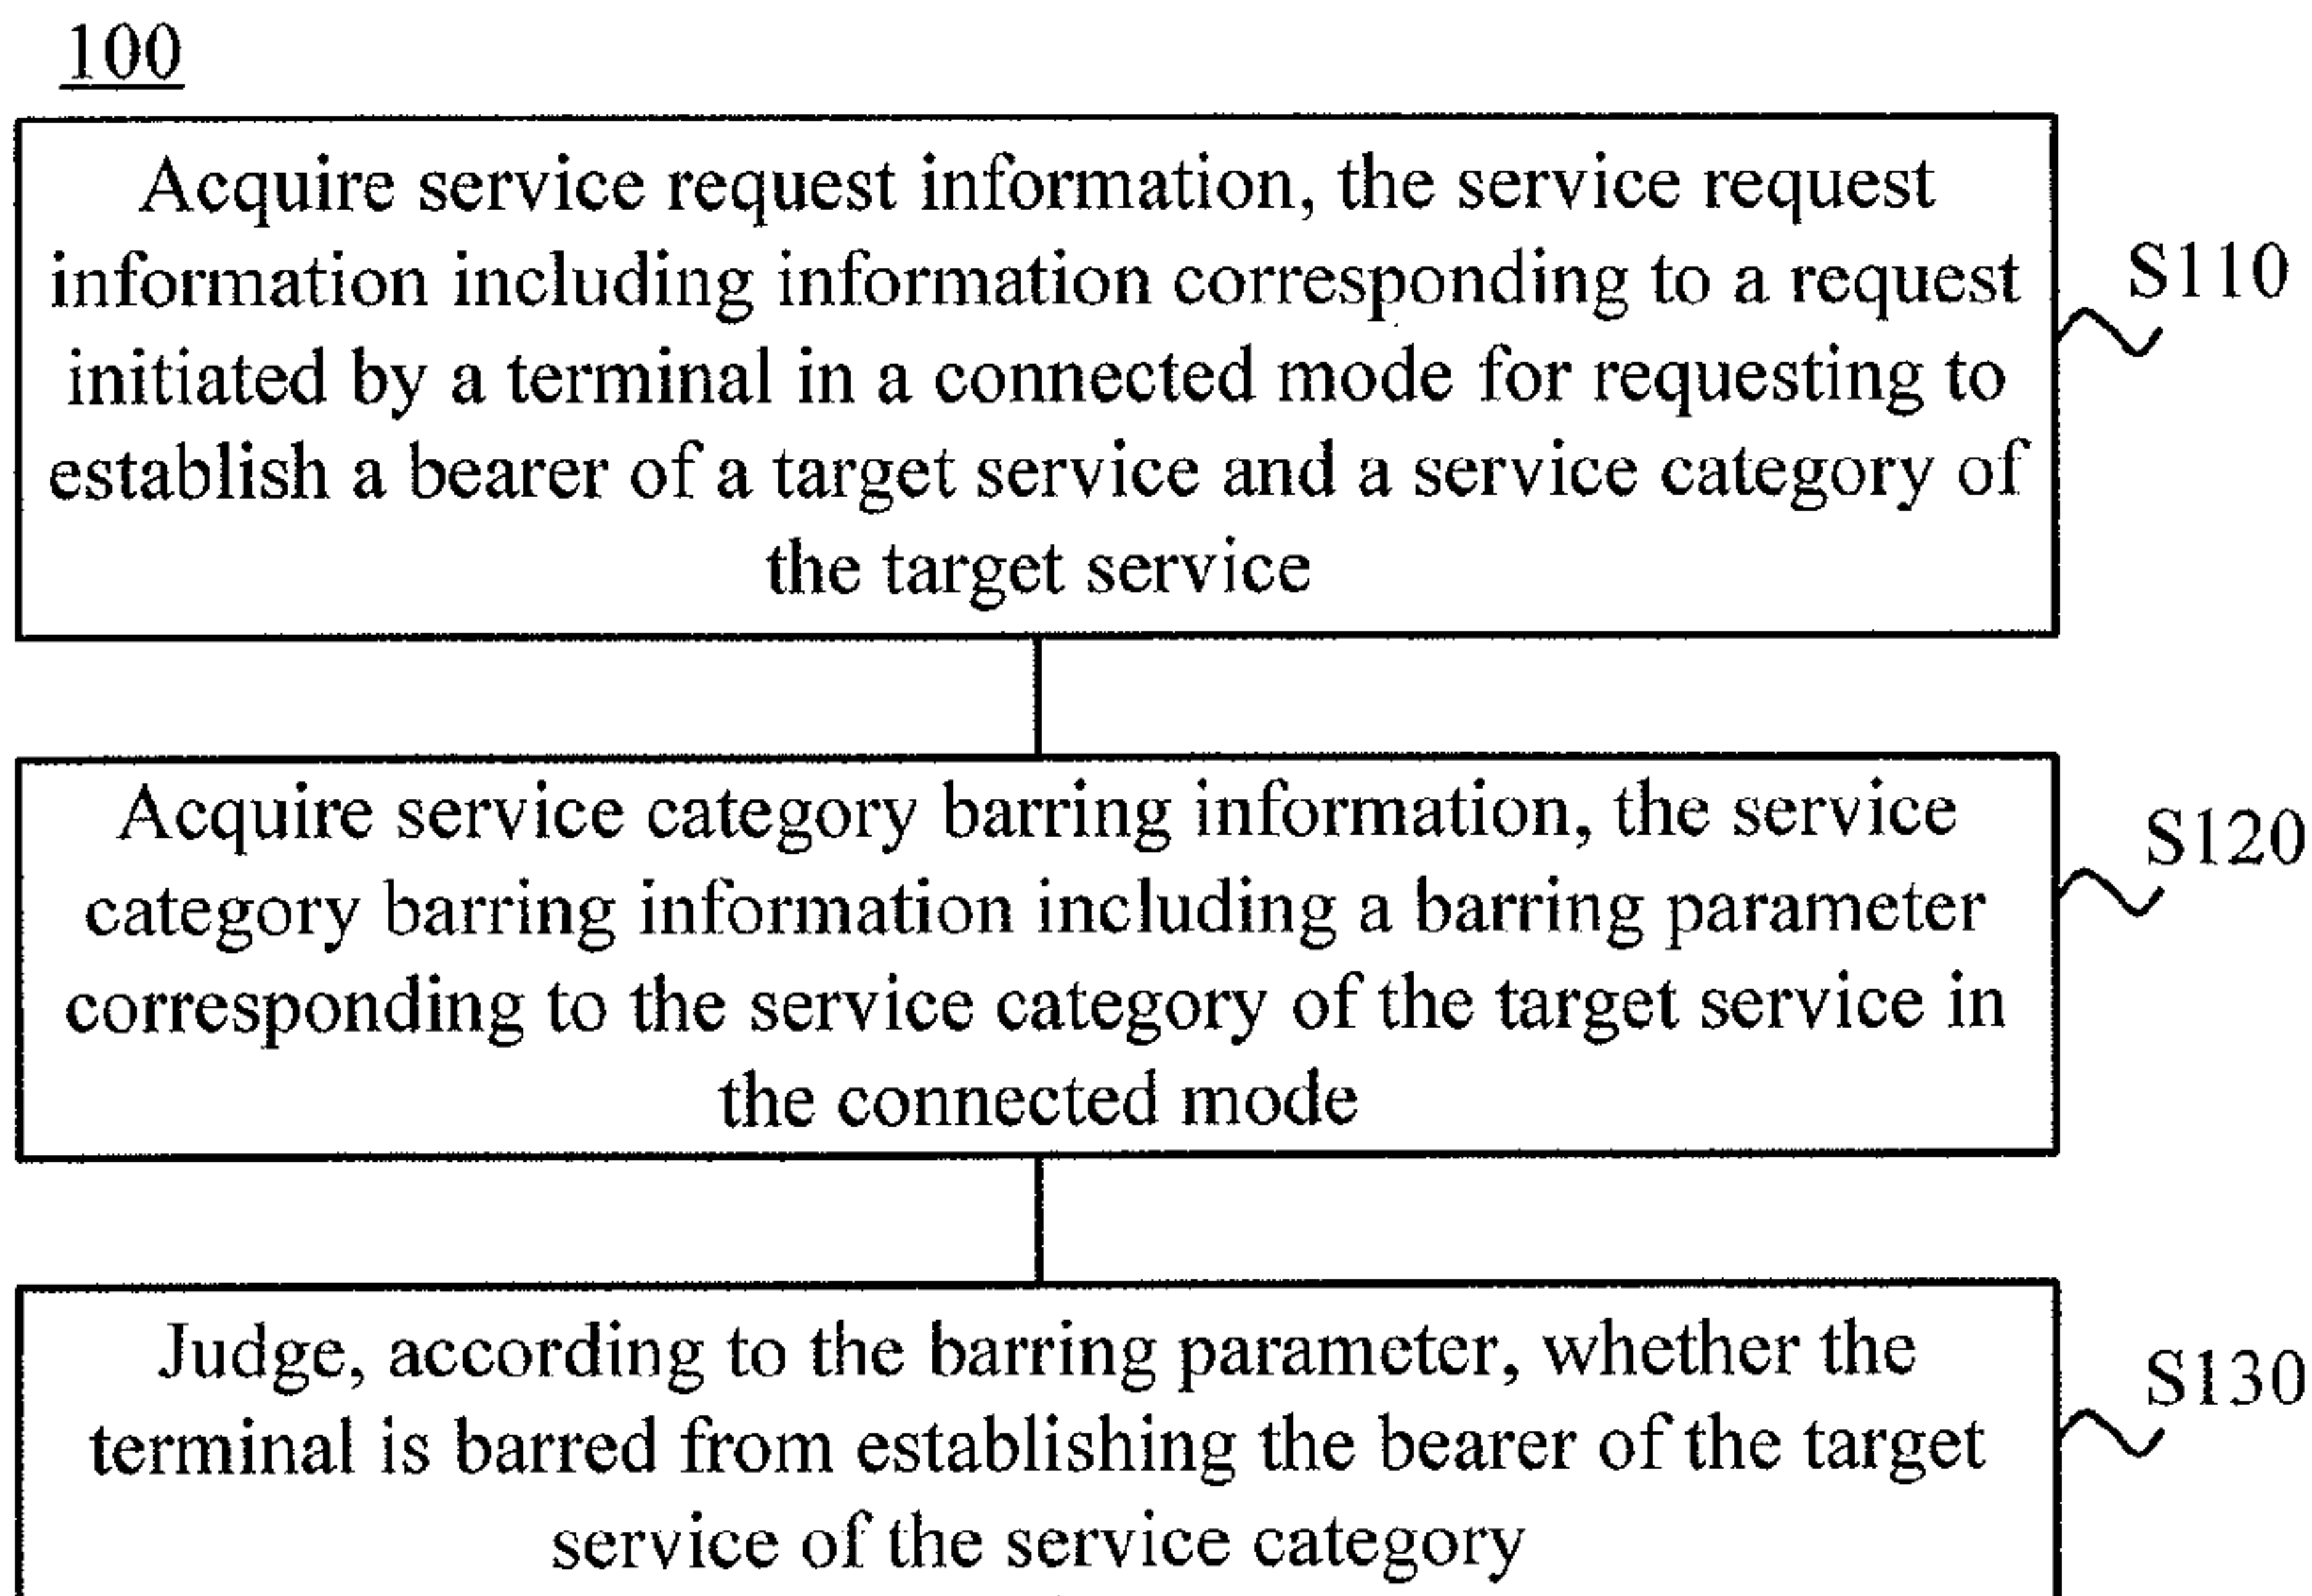 100
Acquire service request information, the service request
information including information corresponding to a request
initiated by a terminal in a connected mode for requesting to
establish a bearer of a target service and a service category of
the target service
S110
Acquire service category barring information, the service
category barring information including a barring parameter
corresponding to the service category of the target service in
the connected mode
S120
Judge, according to the barring parameter, whether the
terminal is barred from establishing the bearer of the target
service of the service category
S130